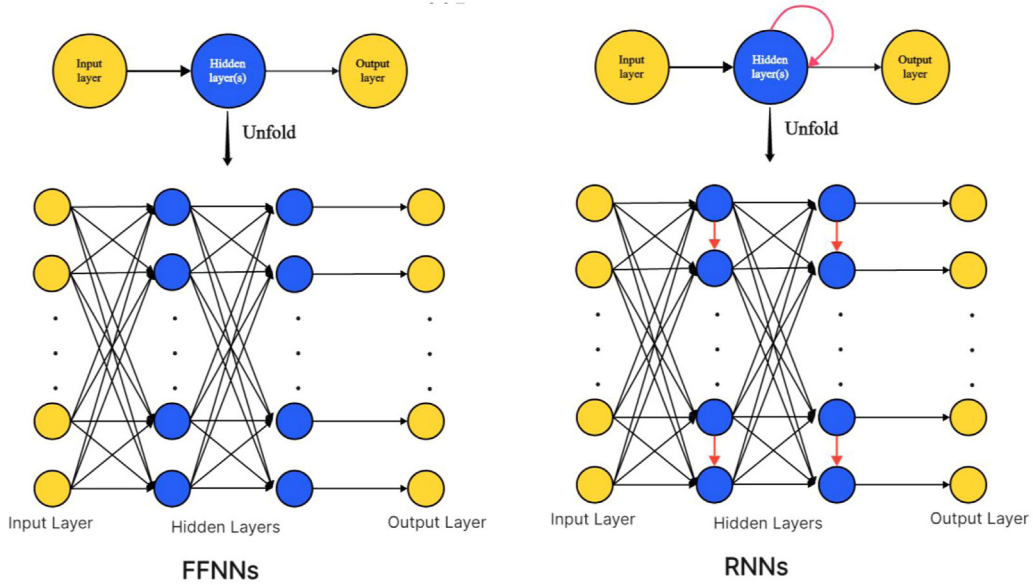 Input
layer
Hidden
layer(s)
Output
layer
Unfold
Input Layer
Hidden Layers
Output Layer
FFNNs
Input
layer
Hidden
layer(s)
Output
layer
Unfold
Input Layer
Hidden Layers
Output Layer
RNNs